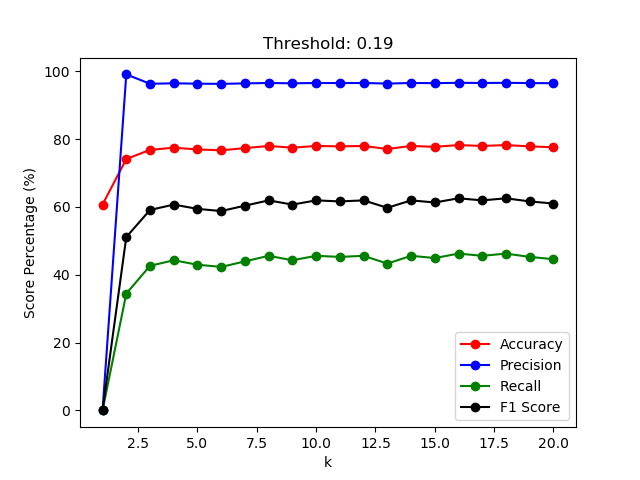 Threshold: 0.19
Score Percentage (%)
100
80
60
40
20
0
2.5 5.0 7.5 10.0 12.5 15.0 17.5 20.0
k
Accuracy
Precision
Recall
F1 Score